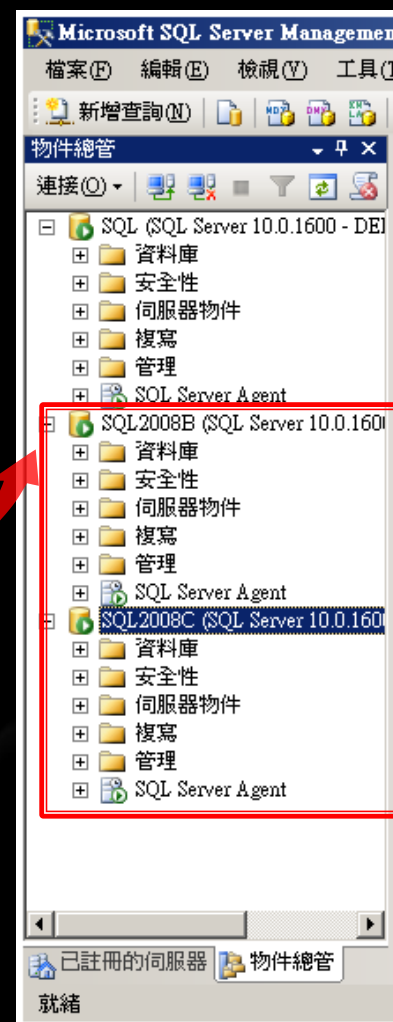 Microsoft SQL Server Managemen
檔案(F) 編輯(E) 檢視(V) 工具(T
新增查詢(N)
物件總管
連接(O)
SQL (SQL Server 10.0.1600 - DEI
資料庫
安全性
伺服器物件
複寫
管理
SQL Server Agent
SQL2008B (SQL Server 10.0.160
資料庫
安全性
伺服器物件
複寫
管理
SQL Server Agent
SQL2008C (SQL Server 10.0.160
資料庫
安全性
伺服器物件
複寫
管理
SQL Server Agent
已註冊的伺服器 物件總管
就緒